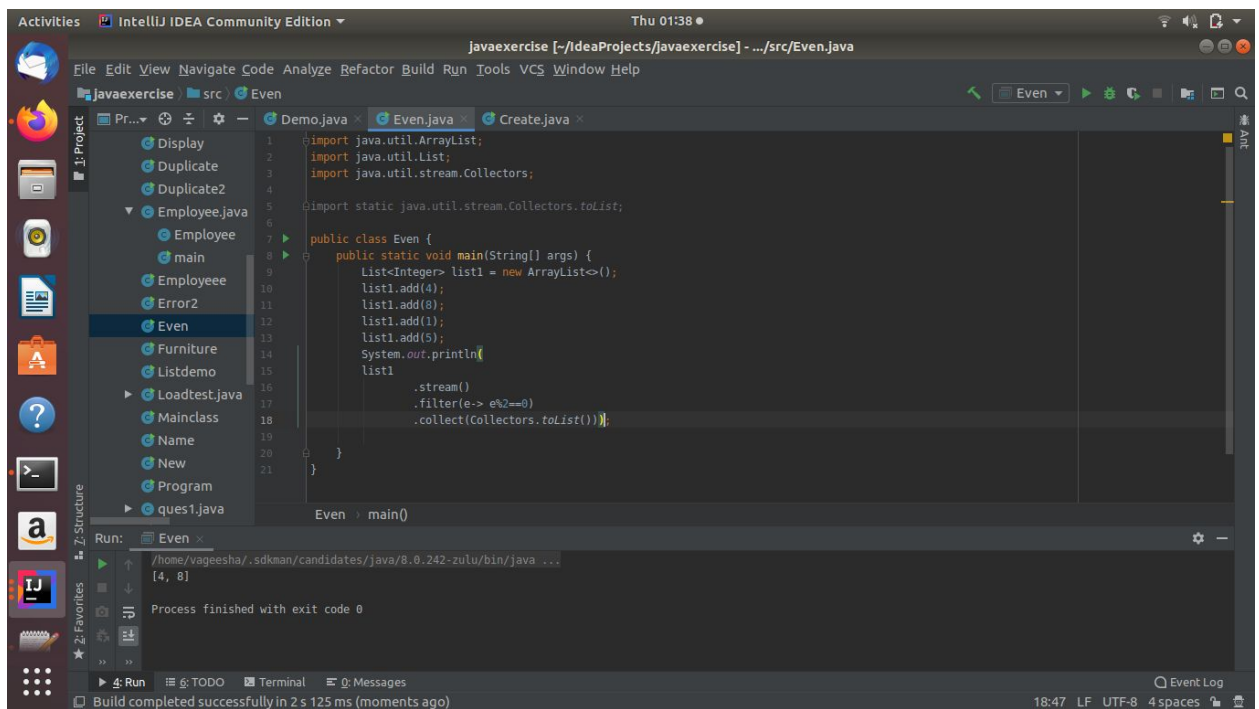 Activities IntelliJ IDEA Community Edition Thu 01:38
javaexercise [~/IdeaProjects/javaexercise] - .../src/Even.java
File Edit View Navigate Code Analyze Refactor Build Run Tools VCS Window Help
javaexercise src Even Even
1: Project Pr... Demo.java Even.java Create.java Ant
Display
Duplicate
Duplicate2
Employee.java
Employee
main
Employeee
Error2
Even
Furniture
Listdemo
Loadtest.java
Mainclass
Name
New
Program
ques1.java
1 import java.util.ArrayList;
2 import java.util.List;
3 import java.util.stream.Collectors;
4
5 import static java.util.stream.Collectors.toList;
6
7 public class Even {
8 public static void main(String[] args) {
9 List<Integer> list1 = new ArrayList<>();
10 list1.add(4);
11 list1.add(8);
12 list1.add(1);
13 list1.add(5);
14 System.out.println(
15 list1
16 .stream()
17 .filter(e-> e%2==0)
18 .collect(Collectors.toList()));
19
20 }
21 }
Even main()
Z: Structure
2: Favorites
Run: Even
/home/vageesha/.sdkman/candidates/java/8.0.242-zulu/bin/java ...
[4, 8]
Process finished with exit code 0
4: Run 6: TODO Terminal 0: Messages Event Log
Build completed successfully in 2 s 125 ms (moments ago) 18:47 LF UTF-8 4 spaces